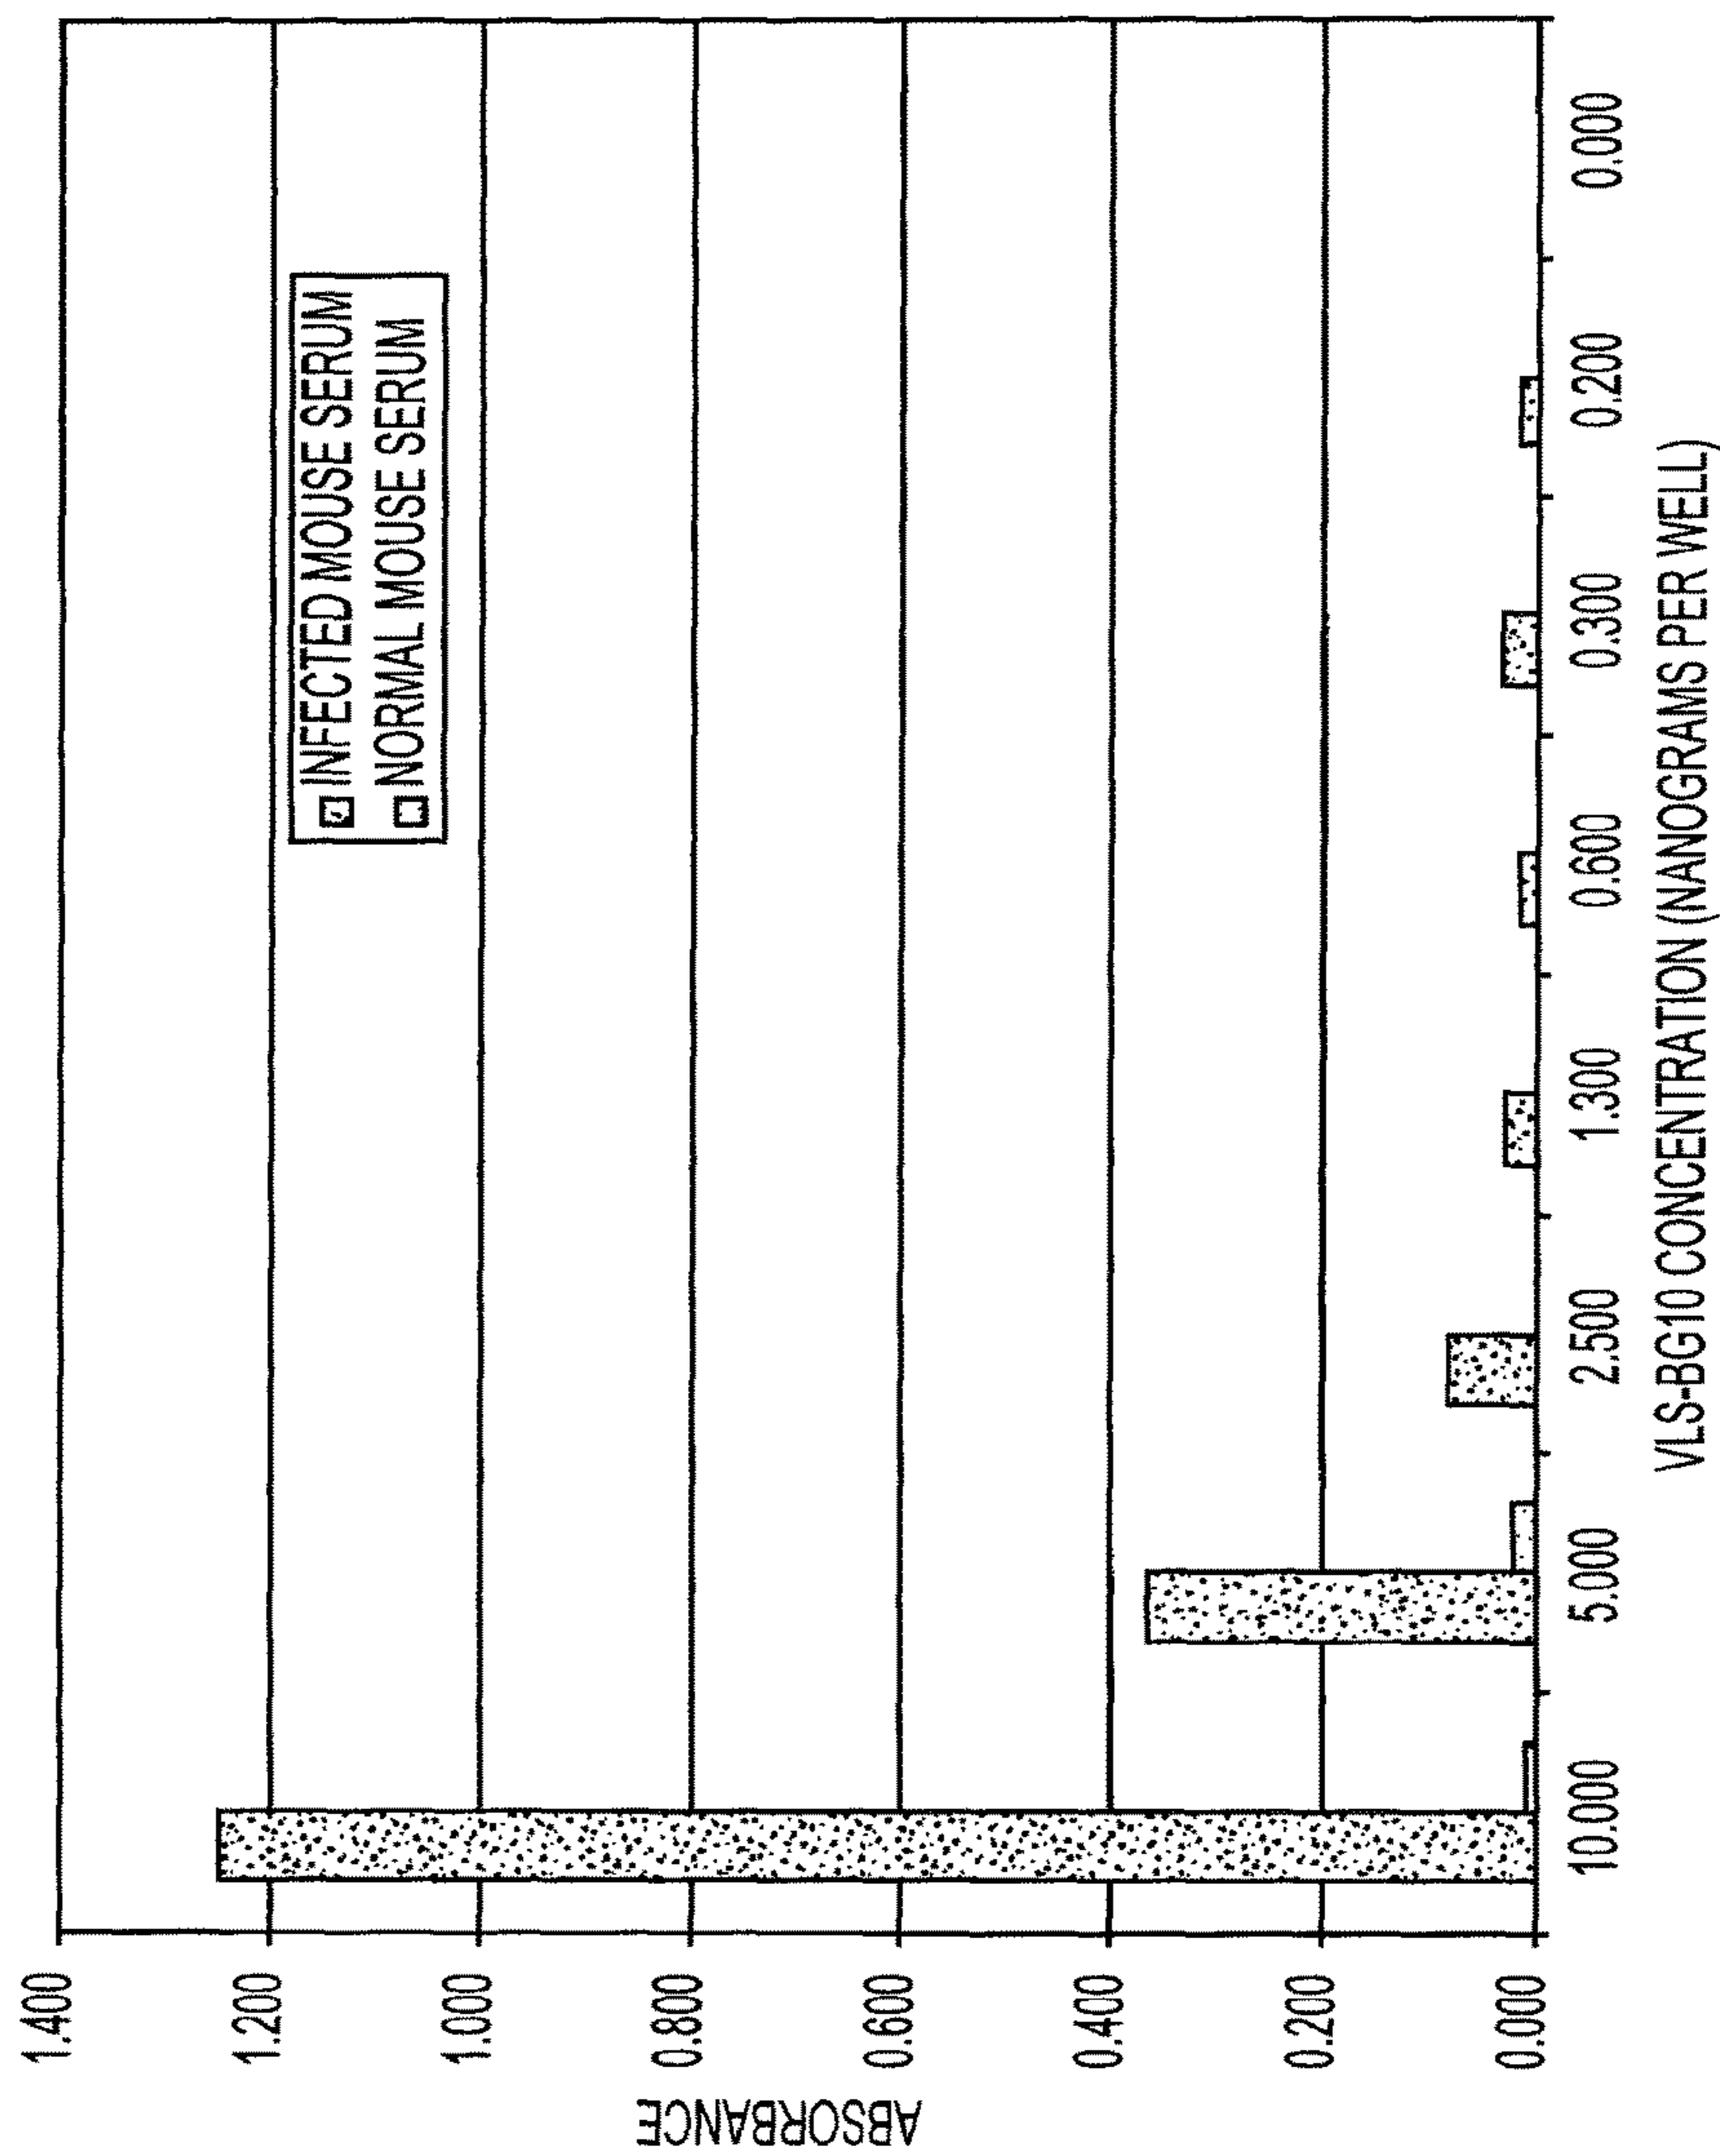 1.400
1.200
1.000
0.800
0.600
0.400
0.200
0.000
ABSORBANCE
INFECTED MOUSE SERUM
NORMAL MOUSE SERUM
10.000 5.000 2.500 1.300 0.600 0.300 0.200 0.000
VLS-BG10 CONCENTRATION (NANOGRAMS PER WELL)